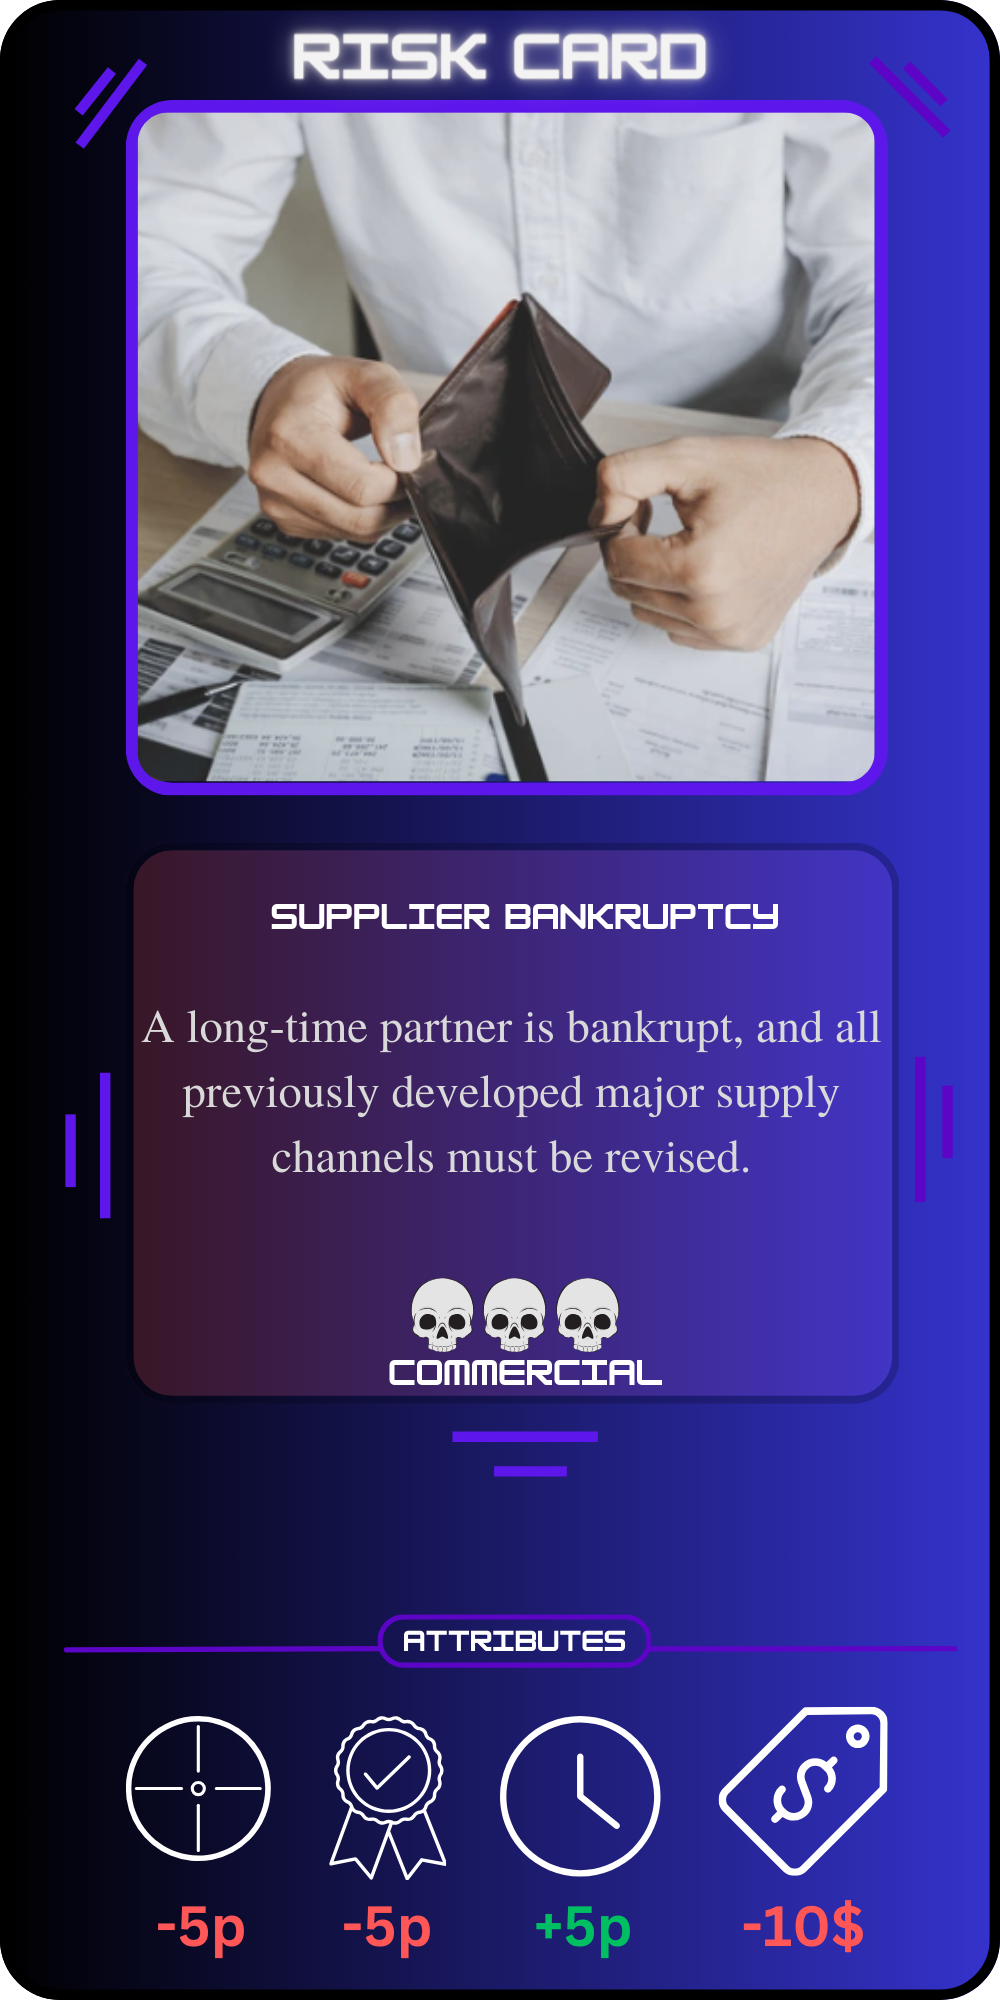 RISK CARD
SUPPLIER BANKRUPTCY
A long-time partner is bankrupt, and all
previously developed major supply
channels must be revised.
COMMERCIAL
ATTRIBUTES
-5p -5p +5p -10$